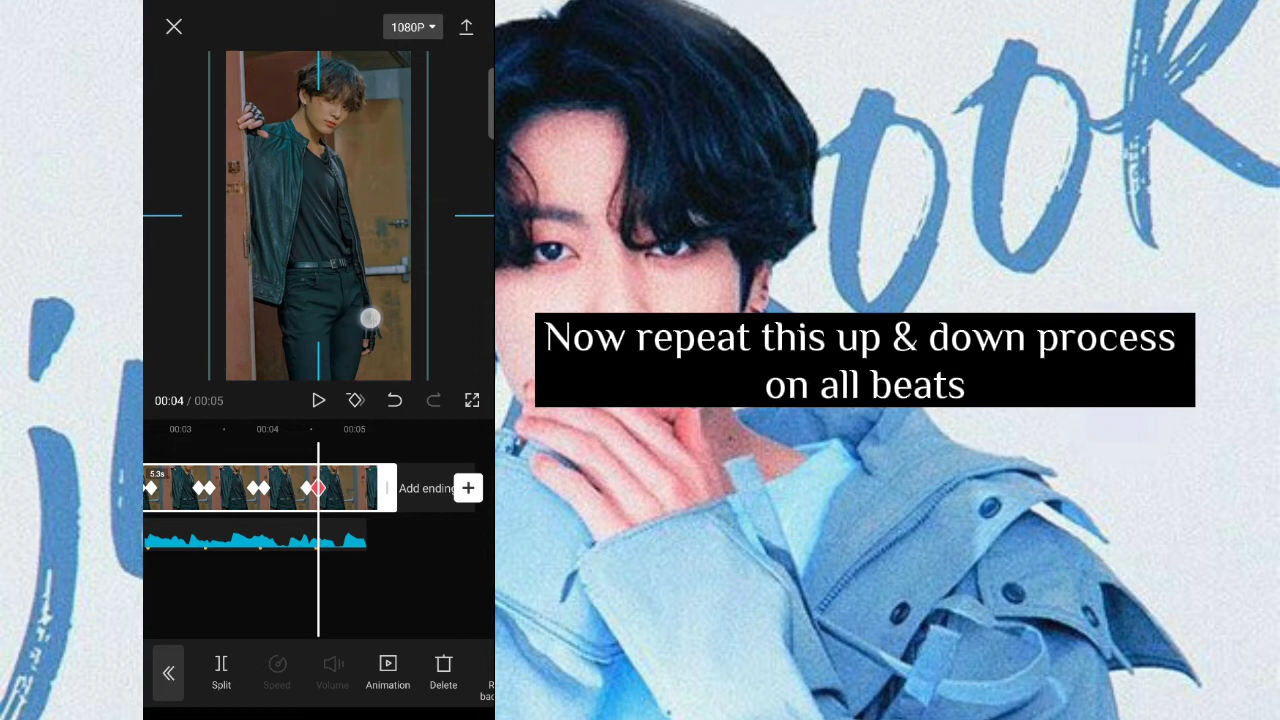 1080P
00:04 / 00:05
00:03
00:04
00:05
5.3s
Add ending
Split
Speed
Volume
Animation
Delete
Now repeat this up & down process
on all beats